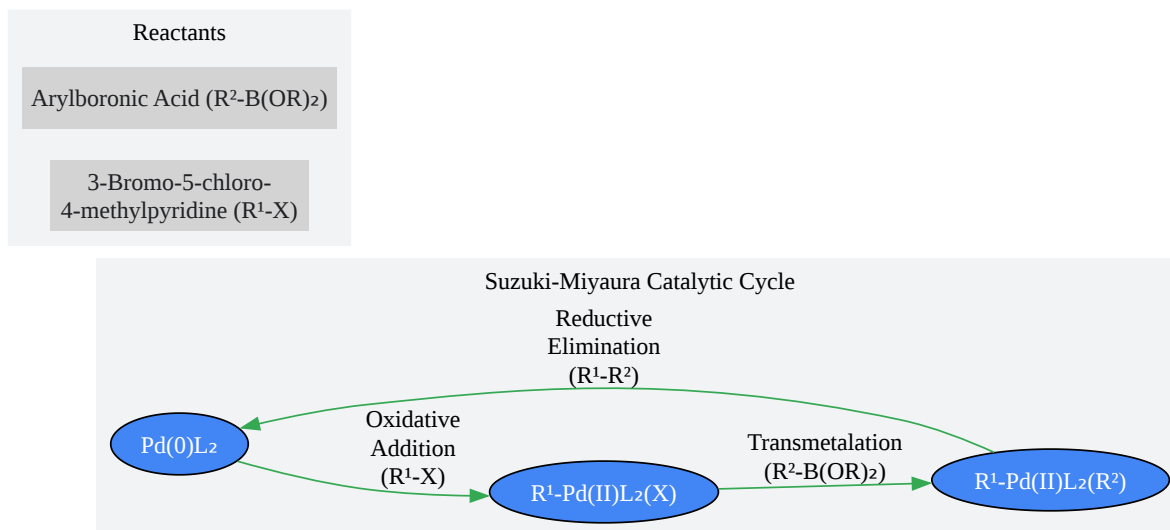 Reactants
Arylboronic Acid (R²-B(OR)₂)
3-Bromo-5-chloro-
4-methylpyridine (R¹-X)
Suzuki-Miyaura Catalytic Cycle
Reductive
Elimination
(R¹-R²)
Oxidative
Addition
(R¹-X)
Transmetalation
(R²-B(OR)₂)
Pd(0)L₂
R¹-Pd(II)L₂(X)
R¹-Pd(II)L₂(R²)